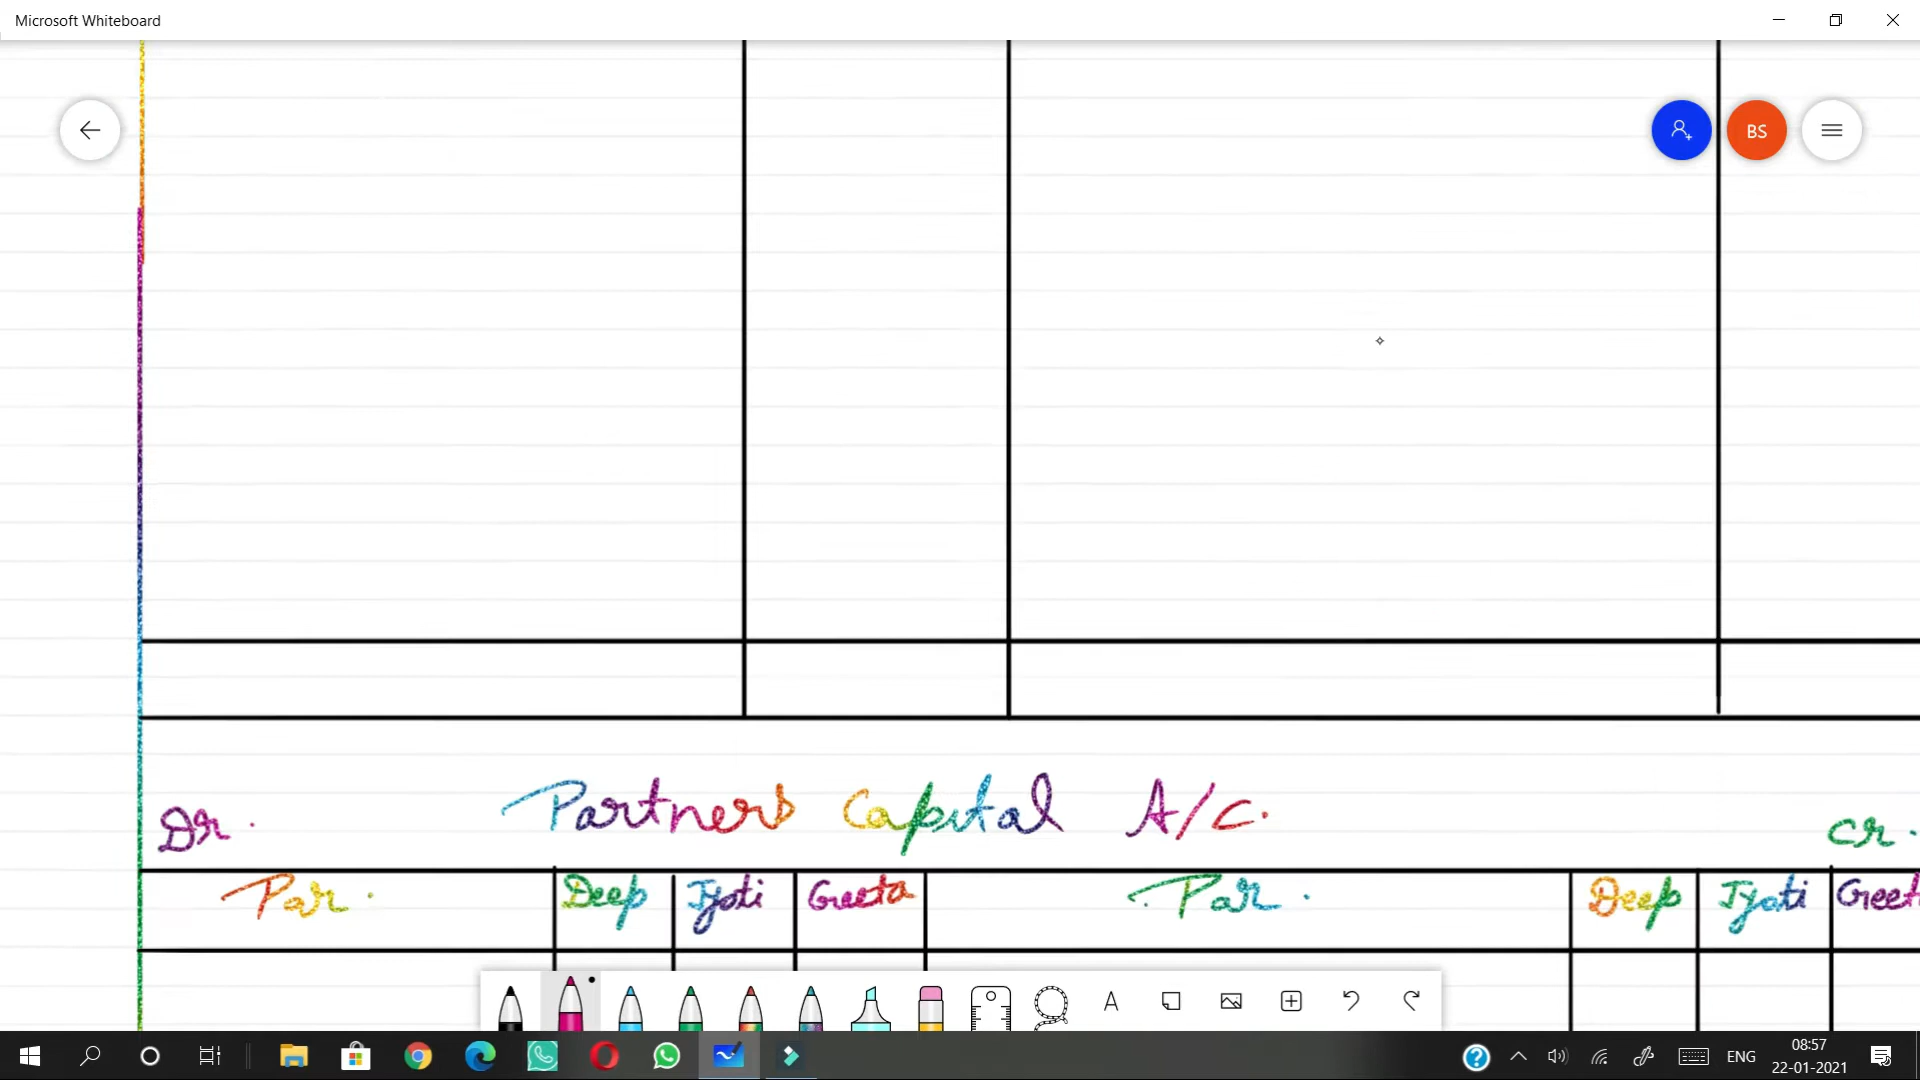 Microsoft Whiteboard
BS
Dr. Partners Capital A/C. Cr.
Par. Deep Jyoti Geeta Par. Deep Jyoti Geeta
A
ENG
08:57
22-01-2021